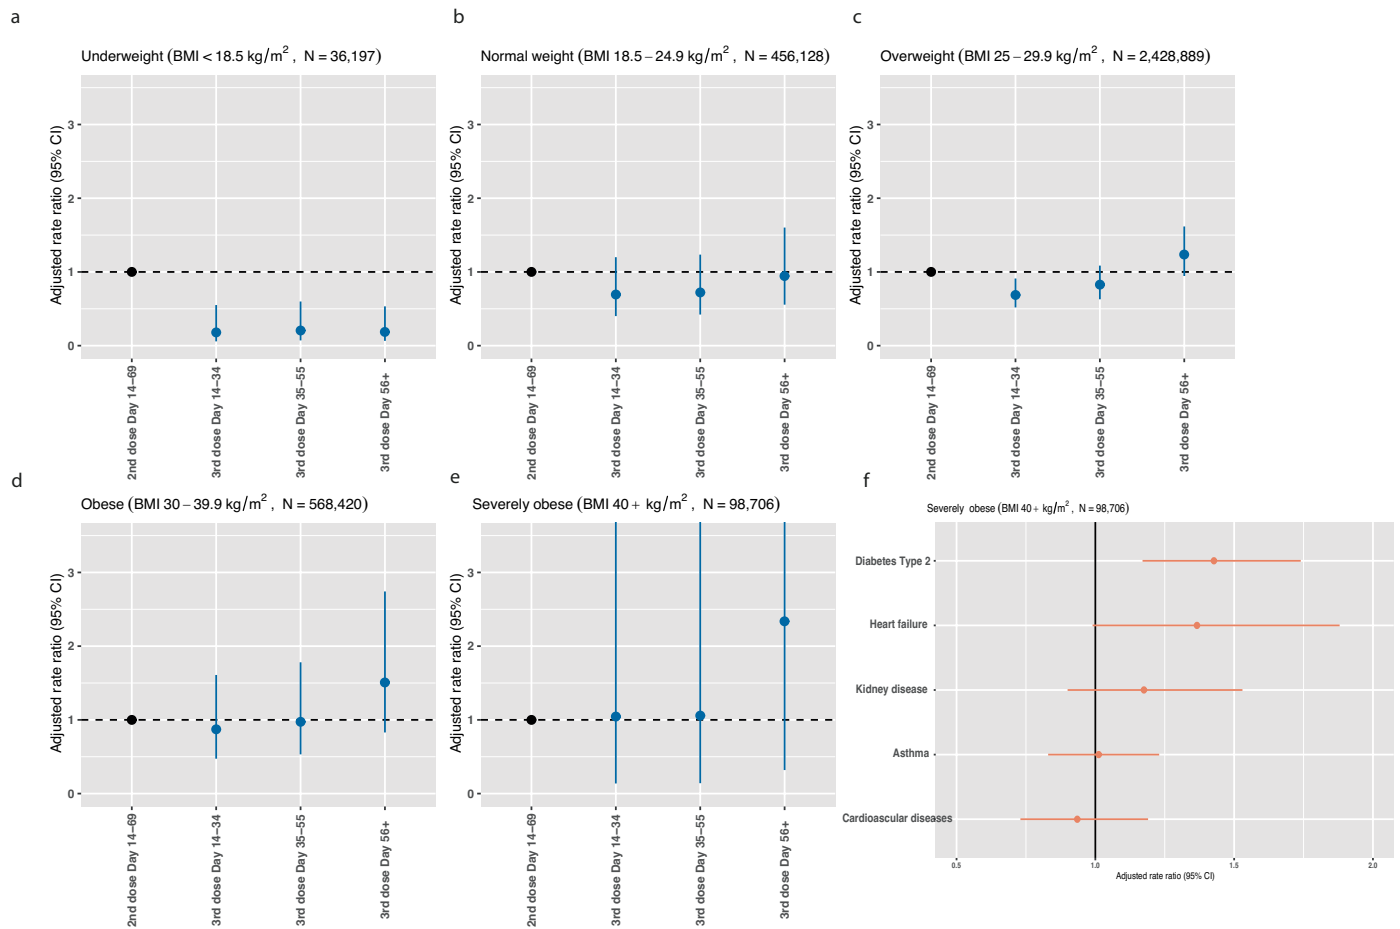 a
Underweight (BMI < 18.5 kg/m², N = 36,197)
Adjusted rate ratio (95% CI)
3
2
1
0
2nd dose Day 14–69
3rd dose Day 14–34
3rd dose Day 35–55
3rd dose Day 56+
b
Normal weight (BMI 18.5 – 24.9 kg/m², N = 456,128)
Adjusted rate ratio (95% CI)
3
2
1
0
2nd dose Day 14–69
3rd dose Day 14–34
3rd dose Day 35–55
3rd dose Day 56+
c
Overweight (BMI 25 – 29.9 kg/m², N = 2,428,889)
Adjusted rate ratio (95% CI)
3
2
1
0
2nd dose Day 14–69
3rd dose Day 14–34
3rd dose Day 35–55
3rd dose Day 56+
d
Obese (BMI 30 – 39.9 kg/m², N = 568,420)
Adjusted rate ratio (95% CI)
3
2
1
0
2nd dose Day 14–69
3rd dose Day 14–34
3rd dose Day 35–55
3rd dose Day 56+
e
Severely obese (BMI 40 + kg/m², N = 98,706)
Adjusted rate ratio (95% CI)
3
2
1
0
2nd dose Day 14–69
3rd dose Day 14–34
3rd dose Day 35–55
3rd dose Day 56+
f
Severely obese (BMI 40 + kg/m², N = 98,706)
Diabetes Type 2
Heart failure
Kidney disease
Asthma
Cardioascular diseases
0.5
1.0
1.5
2.0
Adjusted rate ratio (95% CI)